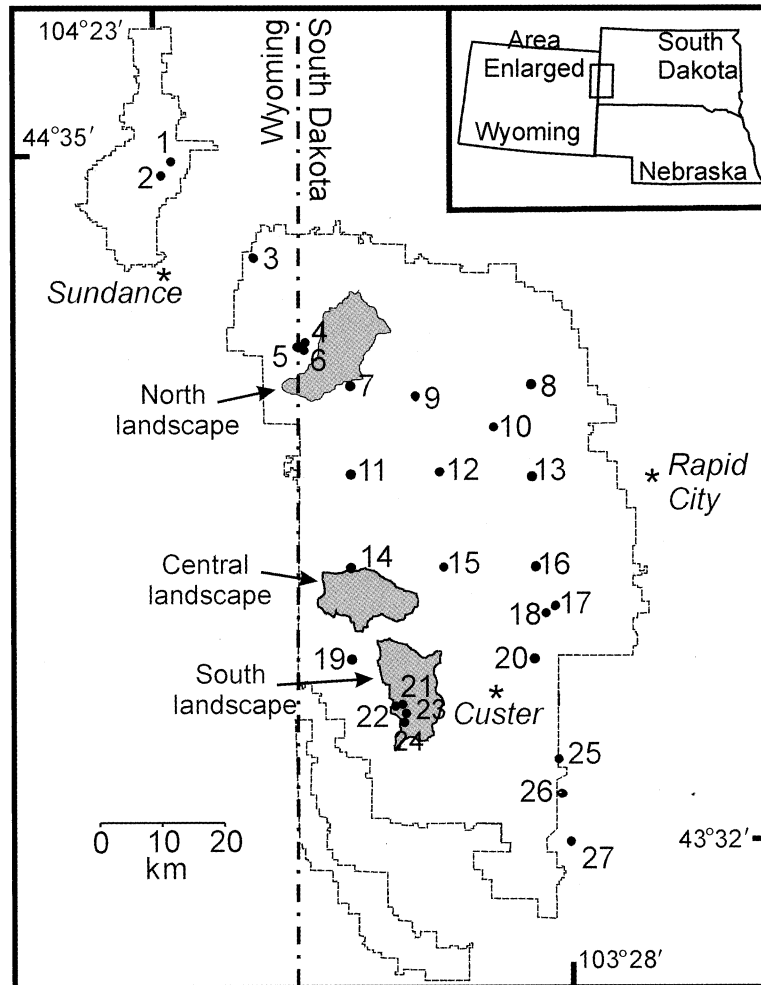 104°23′
Wyoming
South Dakota
Area
Enlarged
South
Dakota
Wyoming
Nebraska
44°35′
1
2
3
Sundance
*
4
5
6
North
landscape
7
8
9
10
11
12
13
*
Rapid
City
14
15
16
Central
landscape
17
18
19
20
South
landscape
21
22
23
24
*
Custer
25
26
27
0 10 20
km
43°32′
103°28′